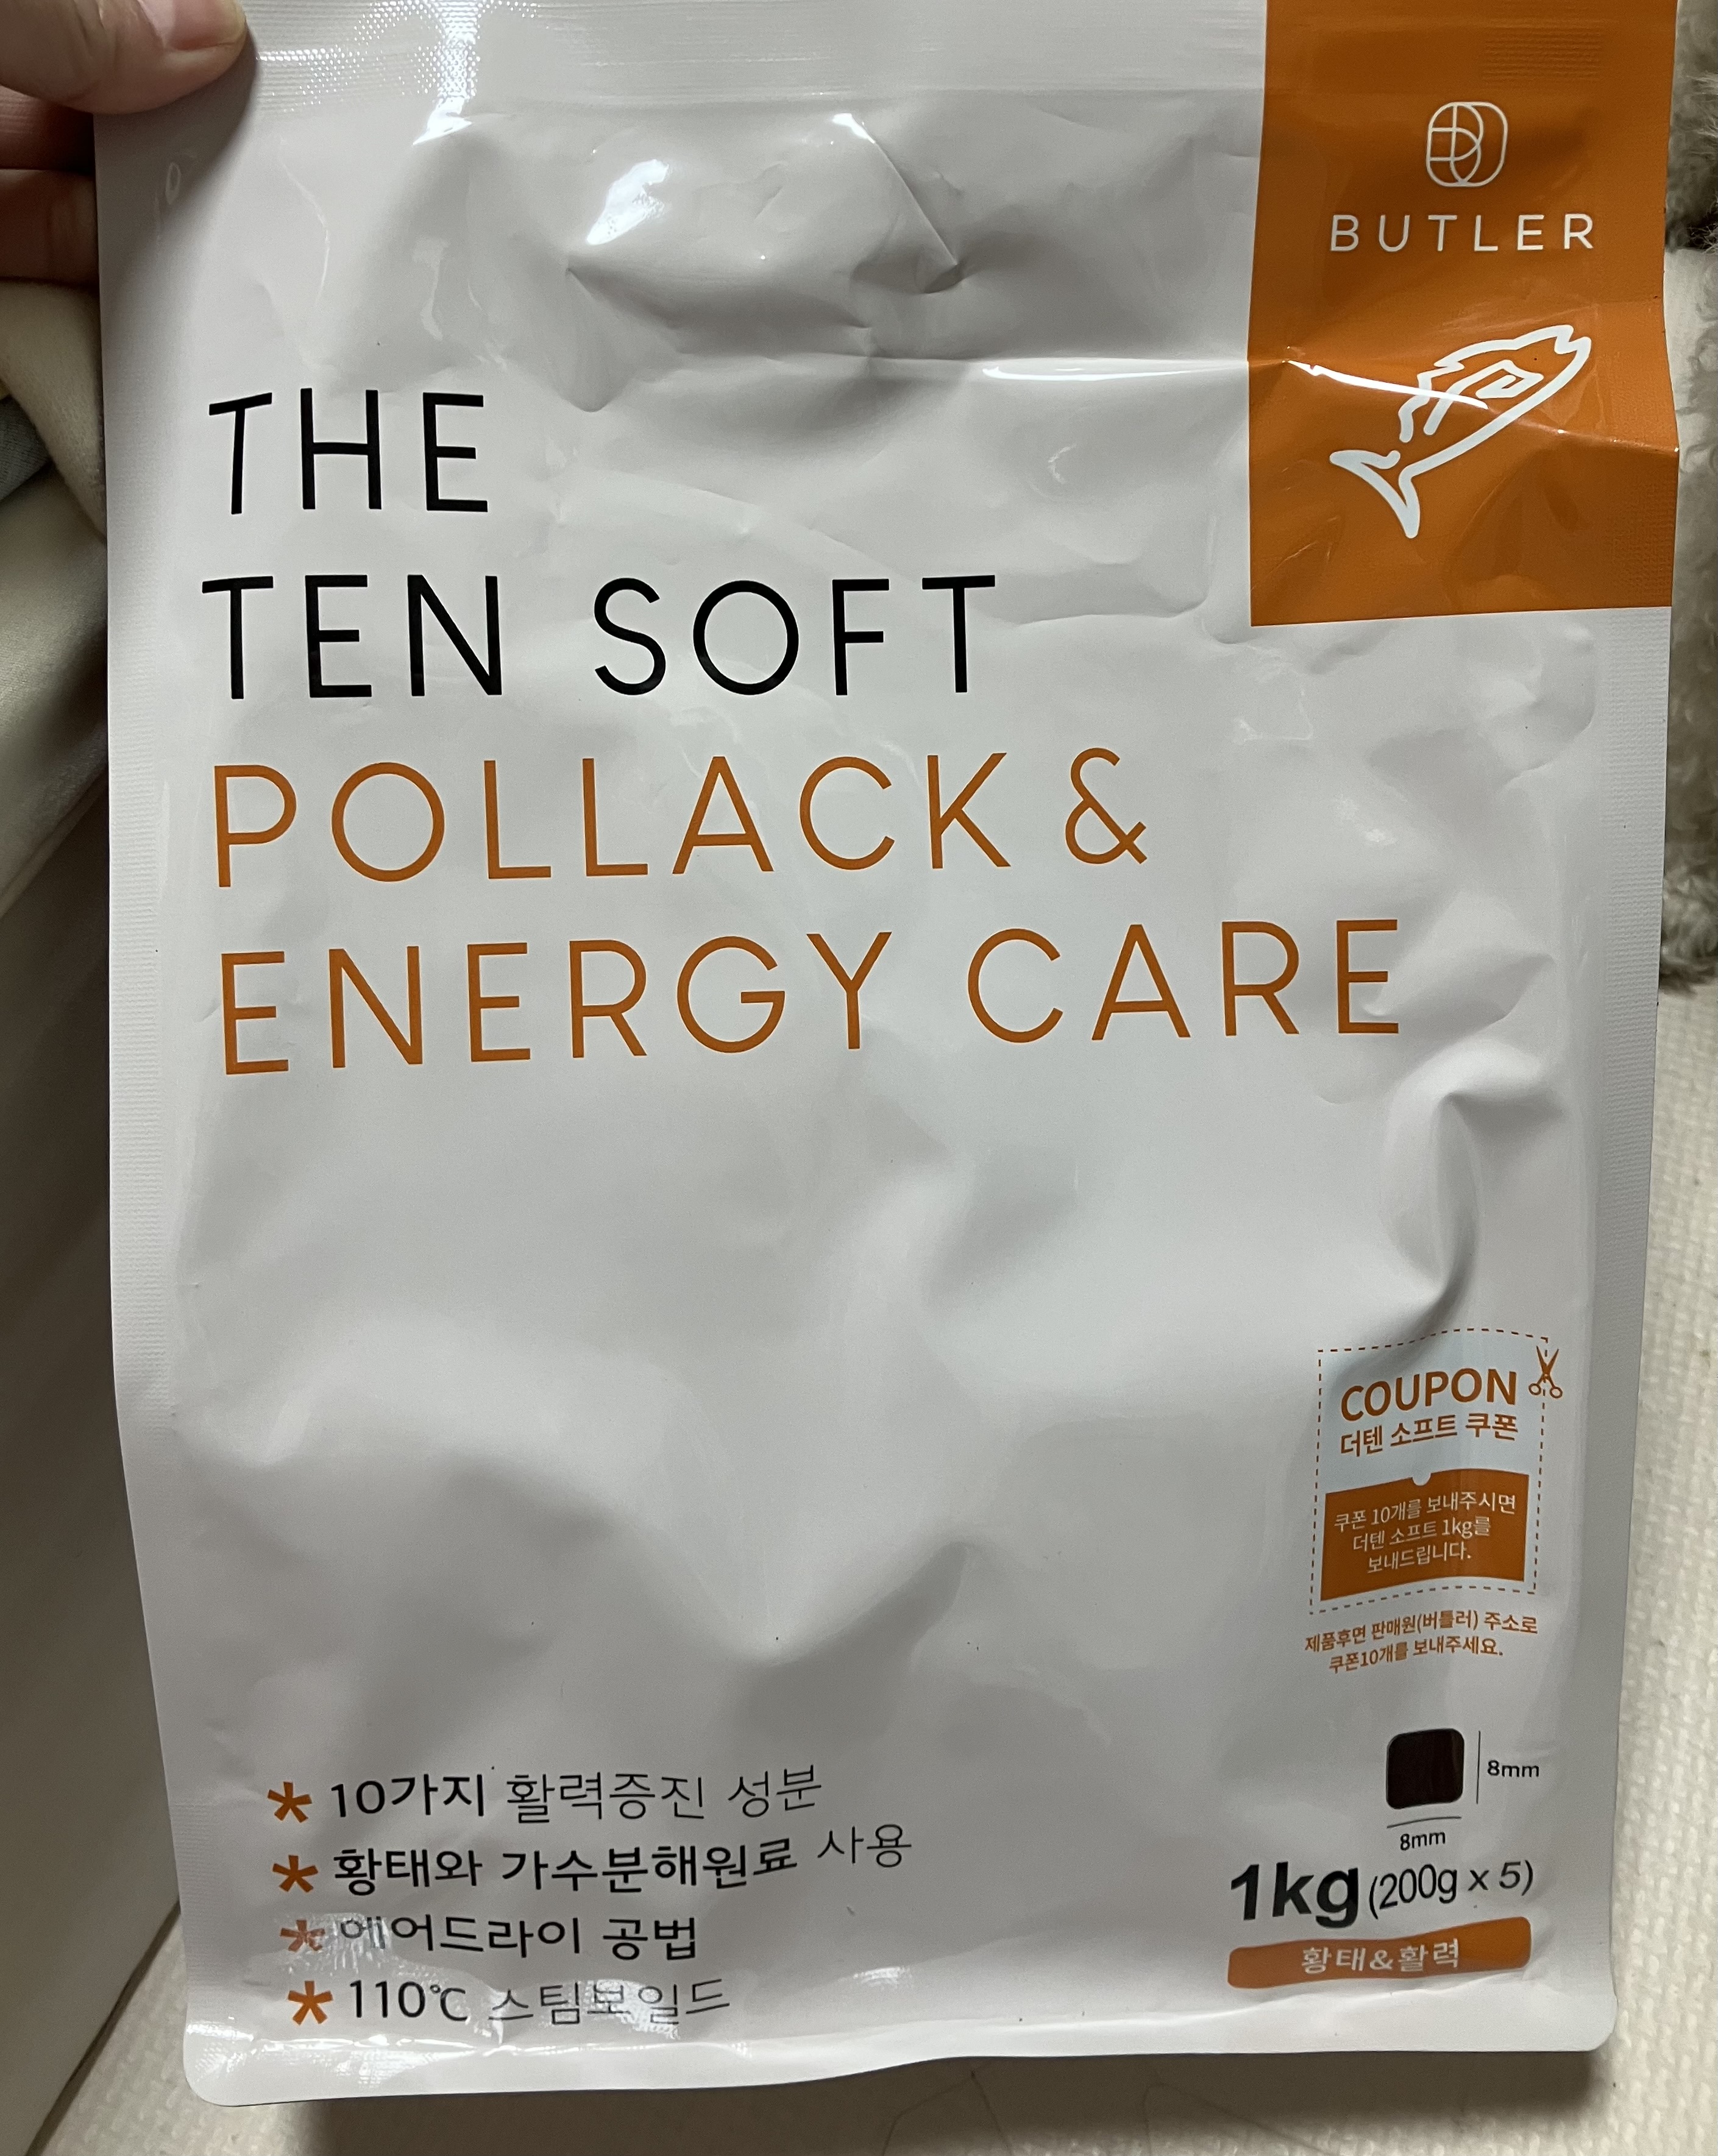 BUTLER
THE
TEN SOFT
POLLACK &
ENERGY CARE
COUPON
더텐 소프트 쿠폰
쿠폰 10개를 보내주시면
더텐 소프트 1kg를
보내드립니다.
제품후면 판매원(버틀러) 주소로
쿠폰10개를 보내주세요.
8mm
8mm
1kg(200g x 5)
황태&활력
* 10가지 활력증진 성분
* 황태와 가수분해원료 사용
* 에어드라이 공법
* 110℃ 스팀보일드